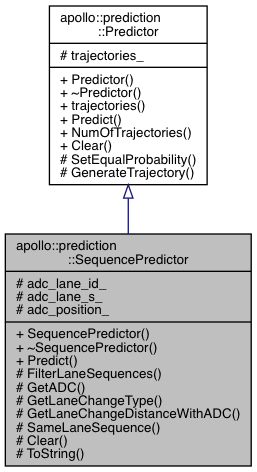 apollo::prediction
::Predictor
# trajectories_
+ Predictor()
+ ~Predictor()
+ trajectories()
+ Predict()
+ NumOfTrajectories()
+ Clear()
# SetEqualProbability()
# GenerateTrajectory()
apollo::prediction
::SequencePredictor
# adc_lane_id_
# adc_lane_s_
# adc_position_
+ SequencePredictor()
+ ~SequencePredictor()
+ Predict()
# FilterLaneSequences()
# GetADC()
# GetLaneChangeType()
# GetLaneChangeDistanceWithADC()
# SameLaneSequence()
# Clear()
# ToString()